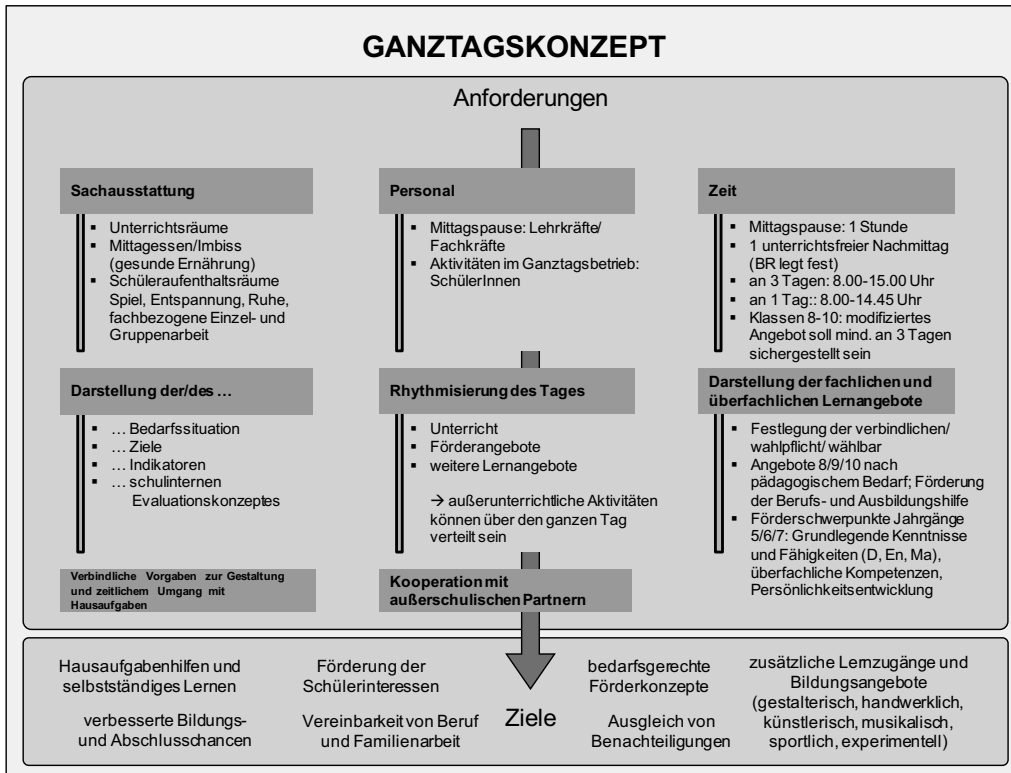 GANZTAGSKONZEPT
Anforderungen
Sachausstattung
▪ Unterrichtsräume
▪ Mittagessen/Imbiss
(gesunde Ernährung)
▪ Schüleraufenthaltsräume
Spiel, Entspannung, Ruhe,
fachbezogene Einzel- und
Gruppenarbeit
Personal
▪ Mittagspause: Lehrkräfte/
Fachkräfte
▪ Aktivitäten im Ganztagsbetrieb:
SchülerInnen
Zeit
▪ Mittagspause: 1 Stunde
▪ 1 unterrichtsfreier Nachmittag
(BR legt fest)
▪ an 3 Tagen: 8.00-15.00 Uhr
▪ an 1 Tag:: 8.00-14.45 Uhr
▪ Klassen 8-10: modifiziertes
Angebot soll mind. an 3 Tagen
sichergestellt sein
Darstellung der/des …
▪ … Bedarfssituation
▪ … Ziele
▪ … Indikatoren
▪ … schulinternen
Evaluationskonzeptes
Rhythmisierung des Tages
▪ Unterricht
▪ Förderangebote
▪ weitere Lernangebote
→ außerunterrichtliche Aktivitäten
können über den ganzen Tag
verteilt sein
Darstellung der fachlichen und
überfachlichen Lernangebote
▪ Festlegung der verbindlichen/
wahlpflicht/ wählbar
▪ Angebote 8/9/10 nach
pädagogischem Bedarf; Förderung
der Berufs- und Ausbildungshilfe
▪ Förderschwerpunkte Jahrgänge
5/6/7: Grundlegende Kenntnisse
und Fähigkeiten (D, En, Ma),
überfachliche Kompetenzen,
Persönlichkeitsentwicklung
Verbindliche Vorgaben zur Gestaltung
und zeitlichem Umgang mit
Hausaufgaben
Kooperation mit
außerschulischen Partnern
Hausaufgabenhilfen und
selbstständiges Lernen
verbesserte Bildungs-
und Abschlusschancen
Förderung der
Schülerinteressen
Vereinbarkeit von Beruf
und Familienarbeit
Ziele
bedarfsgerechte
Förderkonzepte
Ausgleich von
Benachteiligungen
zusätzliche Lernzugänge und
Bildungsangebote
(gestalterisch, handwerklich,
künstlerisch, musikalisch,
sportlich, experimentell)